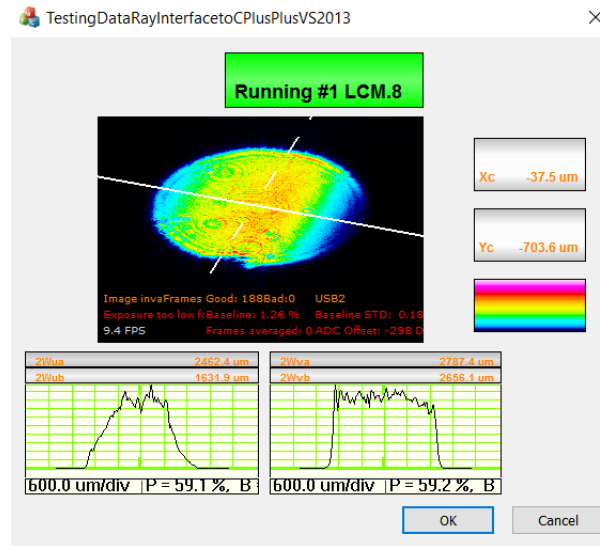 TestingDataRayInterfacetoCPlusPlusVS2013
Running #1 LCM.8
Xc -37.5 um
Yc -703.6 um
Image invaFrames Good: 188Bad:0 USB2
Exposure too low fcBaseline: 1.26 % Baseline STD: 0.18
9.4 FPS Frames averaged: 0 ADC Offset: -298 D
2Wua 2462.4 um
2Wub 1631.9 um
2Wva 2787.4 um
2Wvb 2656.1 um
600.0 um/div P = 59.1 %, B
600.0 um/div P = 59.2 %, B
OK
Cancel